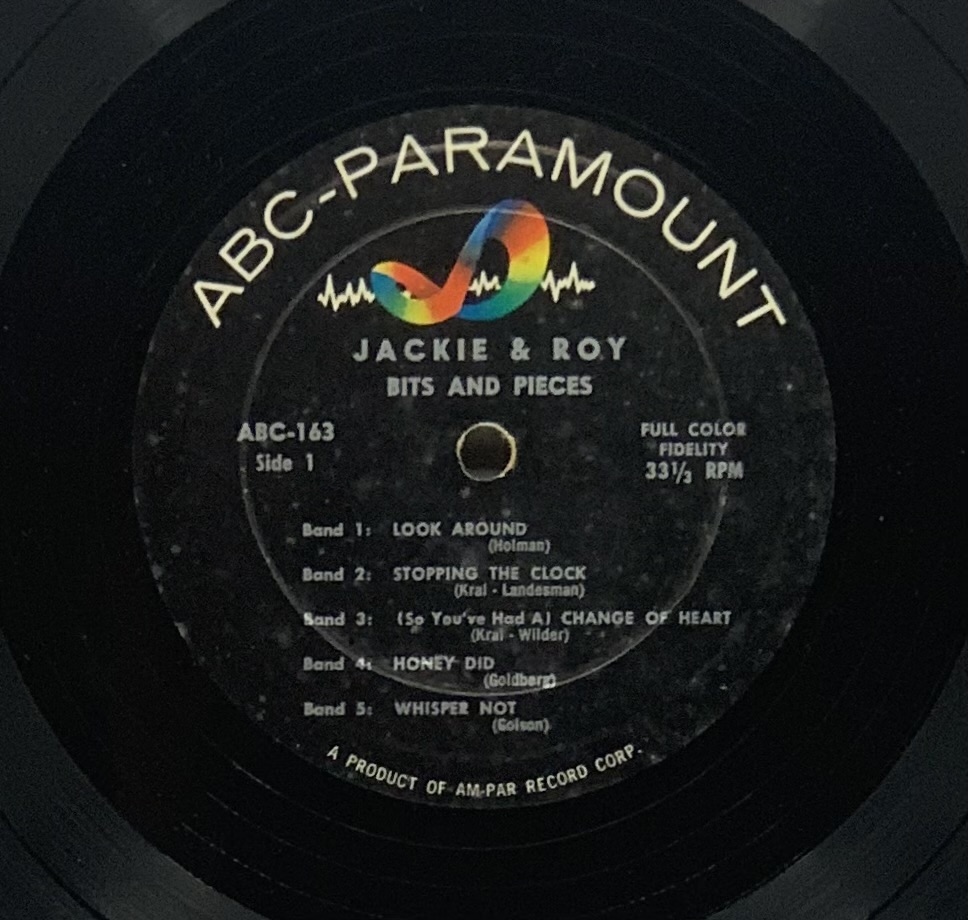 ABC-PARAMOUNT
JACKIE & ROY
BITS AND PIECES
ABC-163
Side 1
FULL COLOR
FIDELITY
33⅓ RPM
Band 1: LOOK AROUND
(Holman)
Band 2: STOPPING THE CLOCK
(Kral - Landesman)
Band 3: (So You've Had A) CHANGE OF HEART
(Kral - Wilder)
Band 4: HONEY DID
(Goldberg)
Band 5: WHISPER NOT
(Golson)
A PRODUCT OF AM-PAR RECORD CORP.